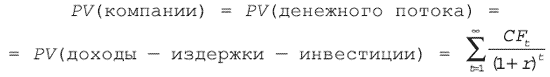 PV(компании) = PV(денежного потока) =
= PV(доходы – издержки – инвестиции) = ∑_{t=1}^{∞} CF_t / (1 + r)^t